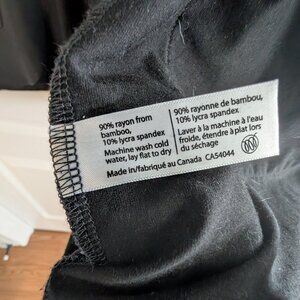 90% rayon from
bamboo,
10% lycra spandex
Machine wash cold
water, lay flat to dry
90% rayonne de bambou,
10% lycra spandex
Laver à la machine à l'eau
froide, étendre à plat lors
du séchage
Made in/fabriqué au Canada CA54044